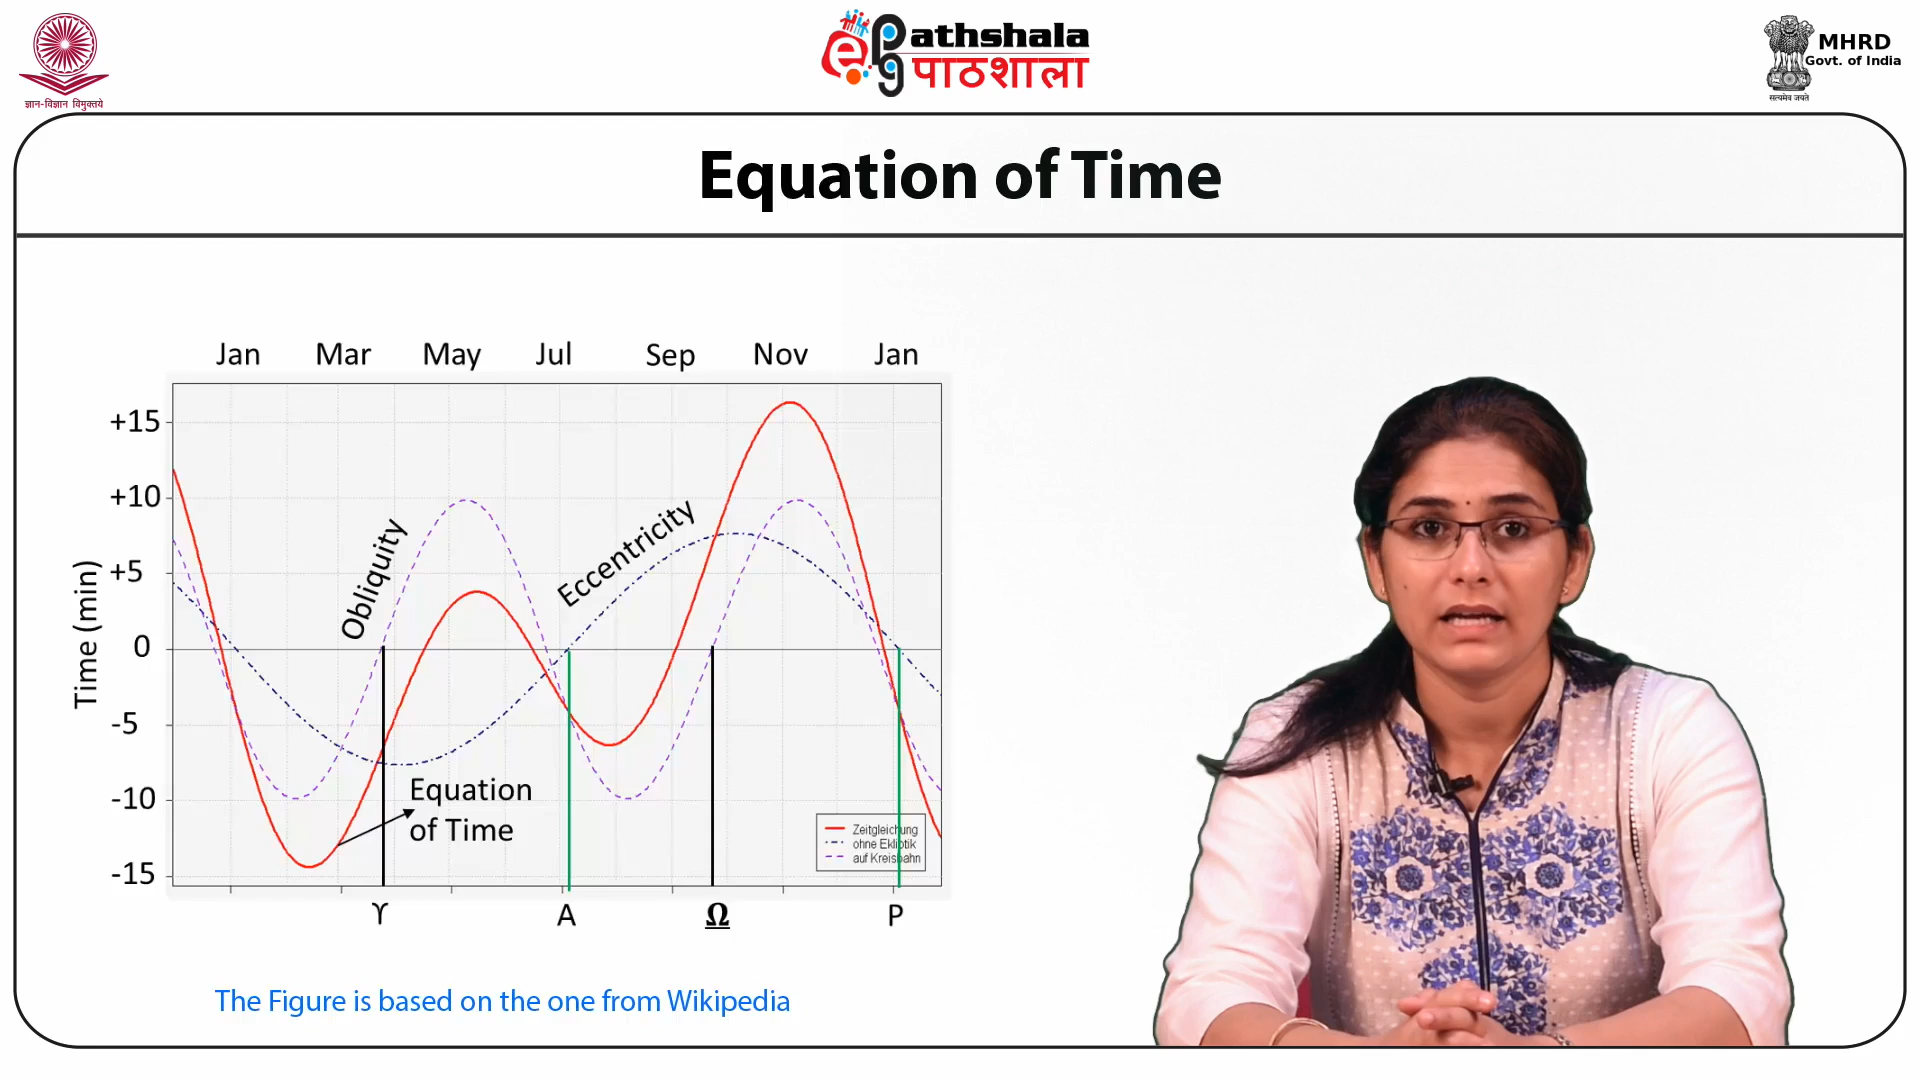 ज्ञान-विज्ञान विमुक्तये
ePathshala
पाठशाला
MHRD
Govt. of India
सत्यमेव जयते
Equation of Time
Jan Mar May Jul Sep Nov Jan
+15
+10
+5
0
-5
-10
-15
Time (min)
Obliquity
Eccentricity
Equation
of Time
Zeitgleichung
ohne Ekliptik
auf Kreisbahn
ϒ A Ω P
The Figure is based on the one from Wikipedia